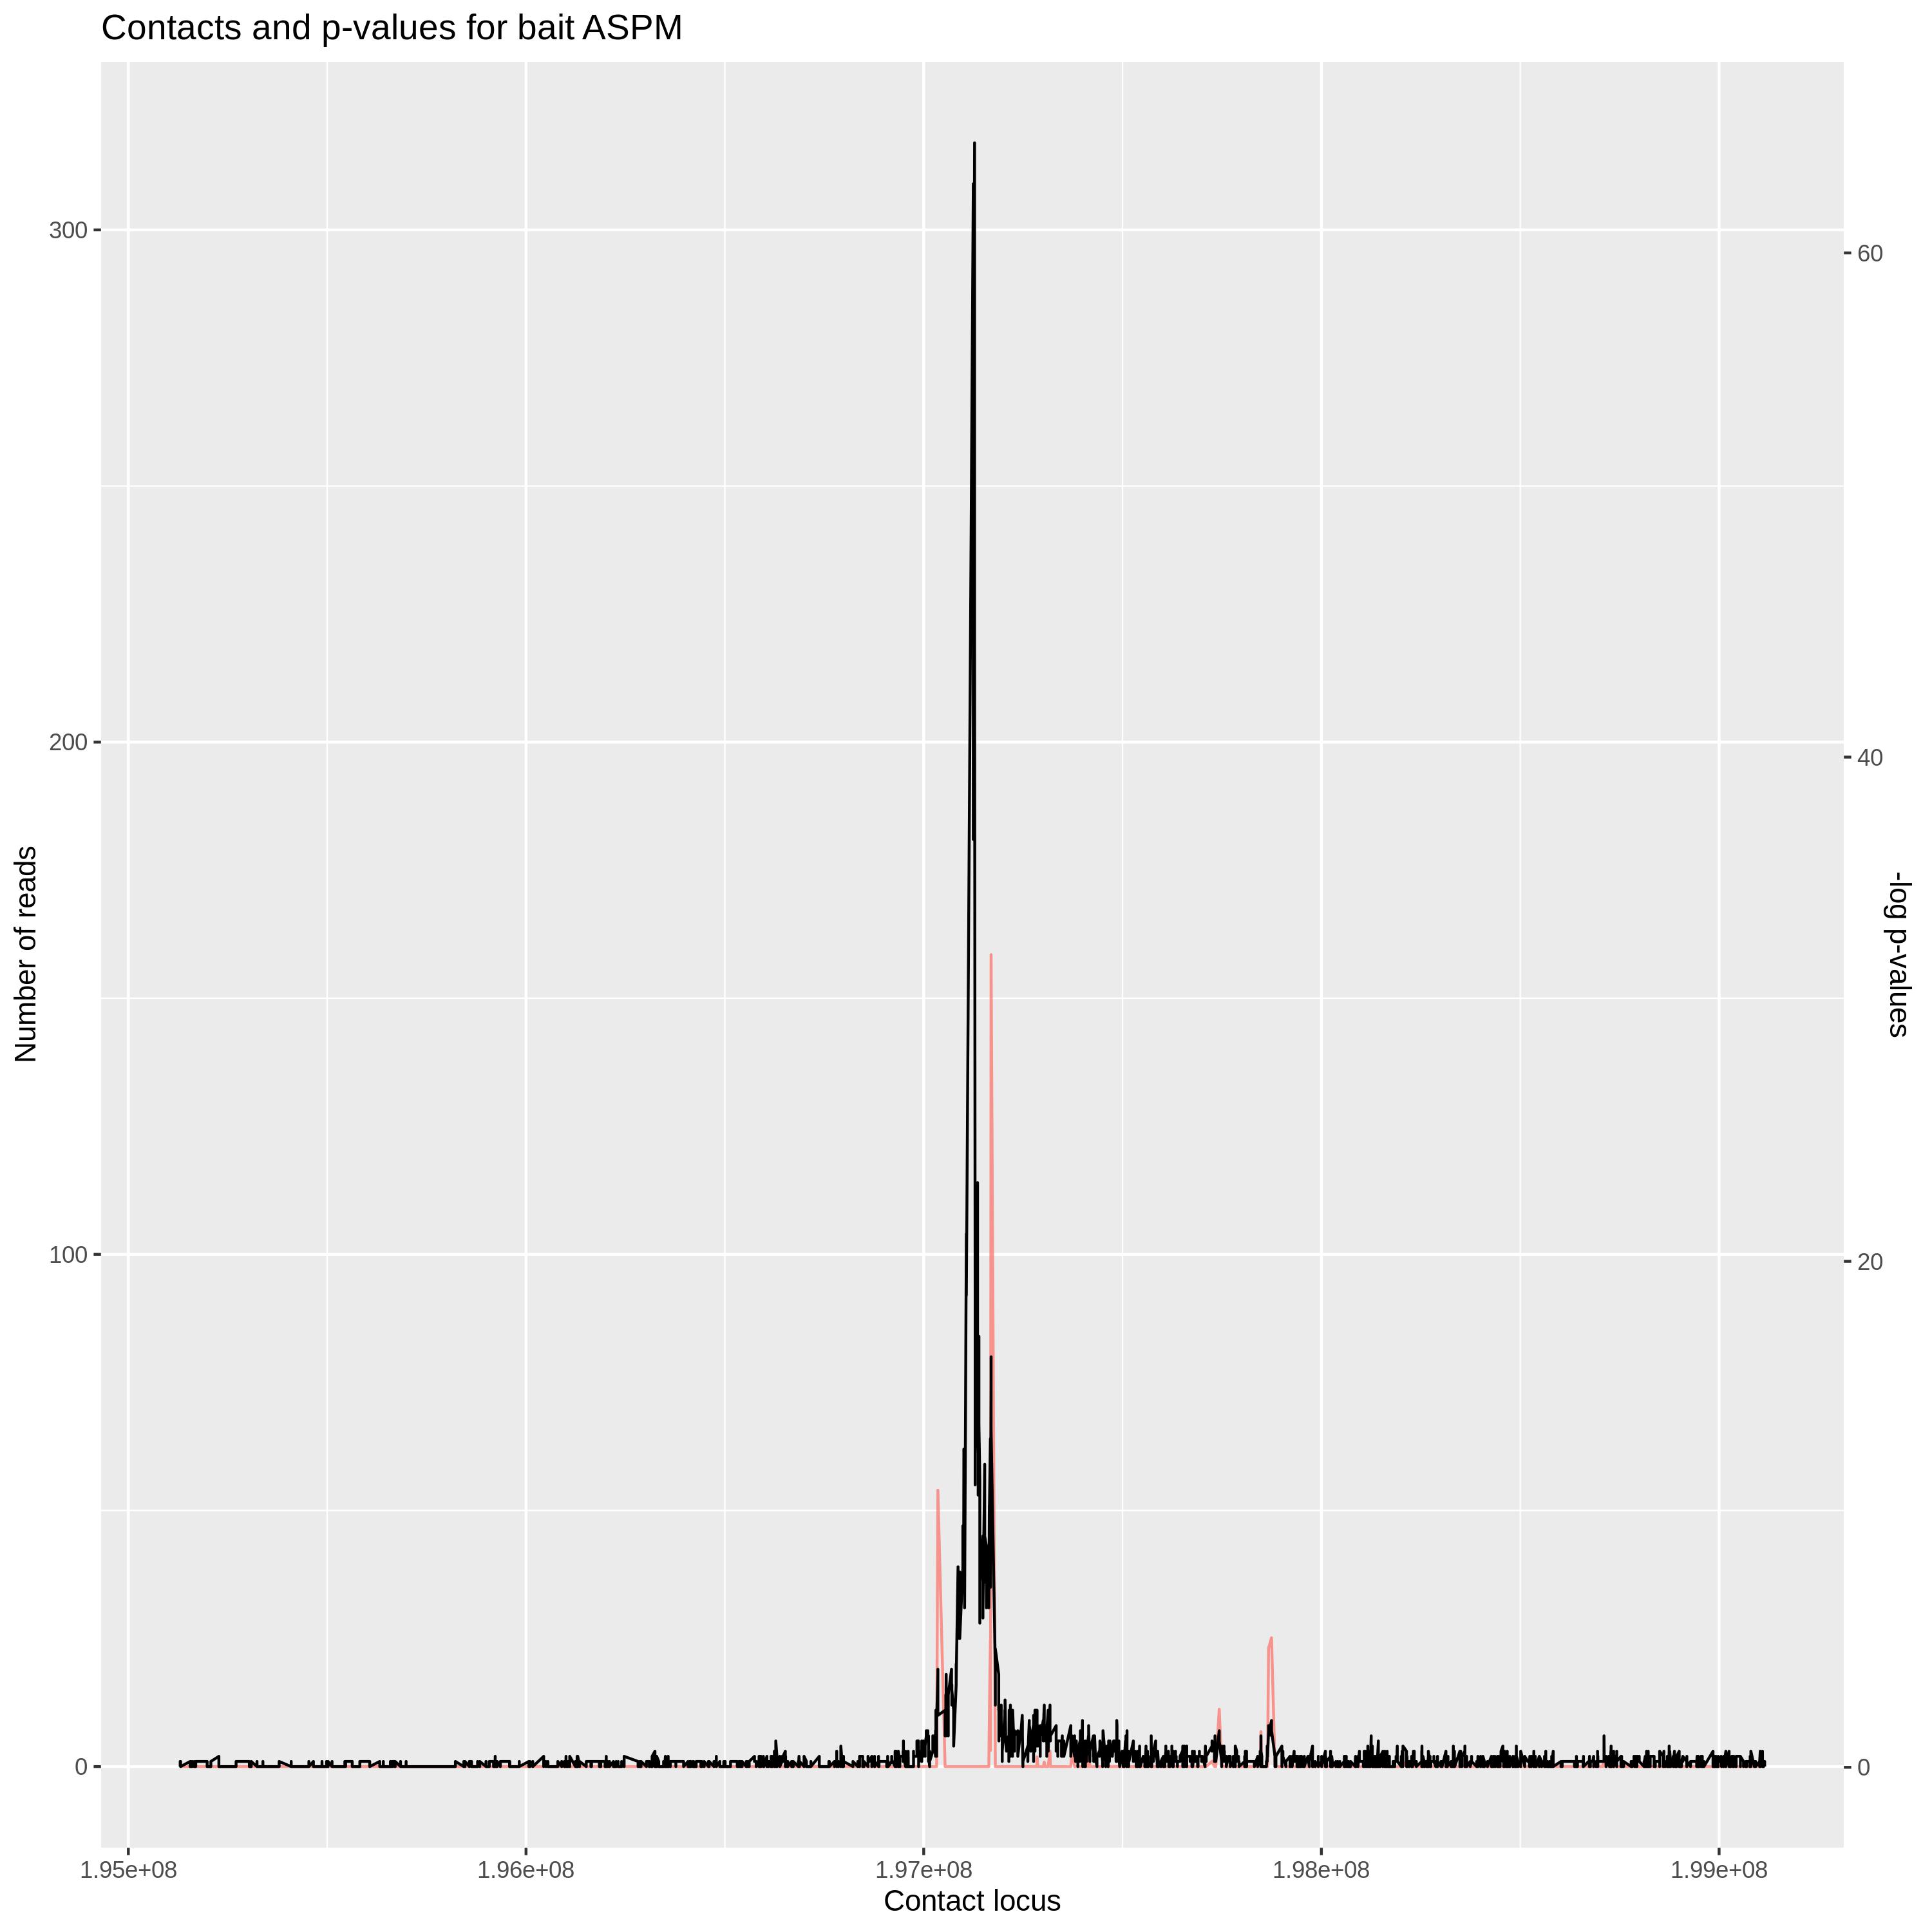 Contacts and p-values for bait ASPM
300
200
100
0
Number of reads
60
40
20
0
-log p-values
1.95e+08 1.96e+08 1.97e+08 1.98e+08 1.99e+08
Contact locus